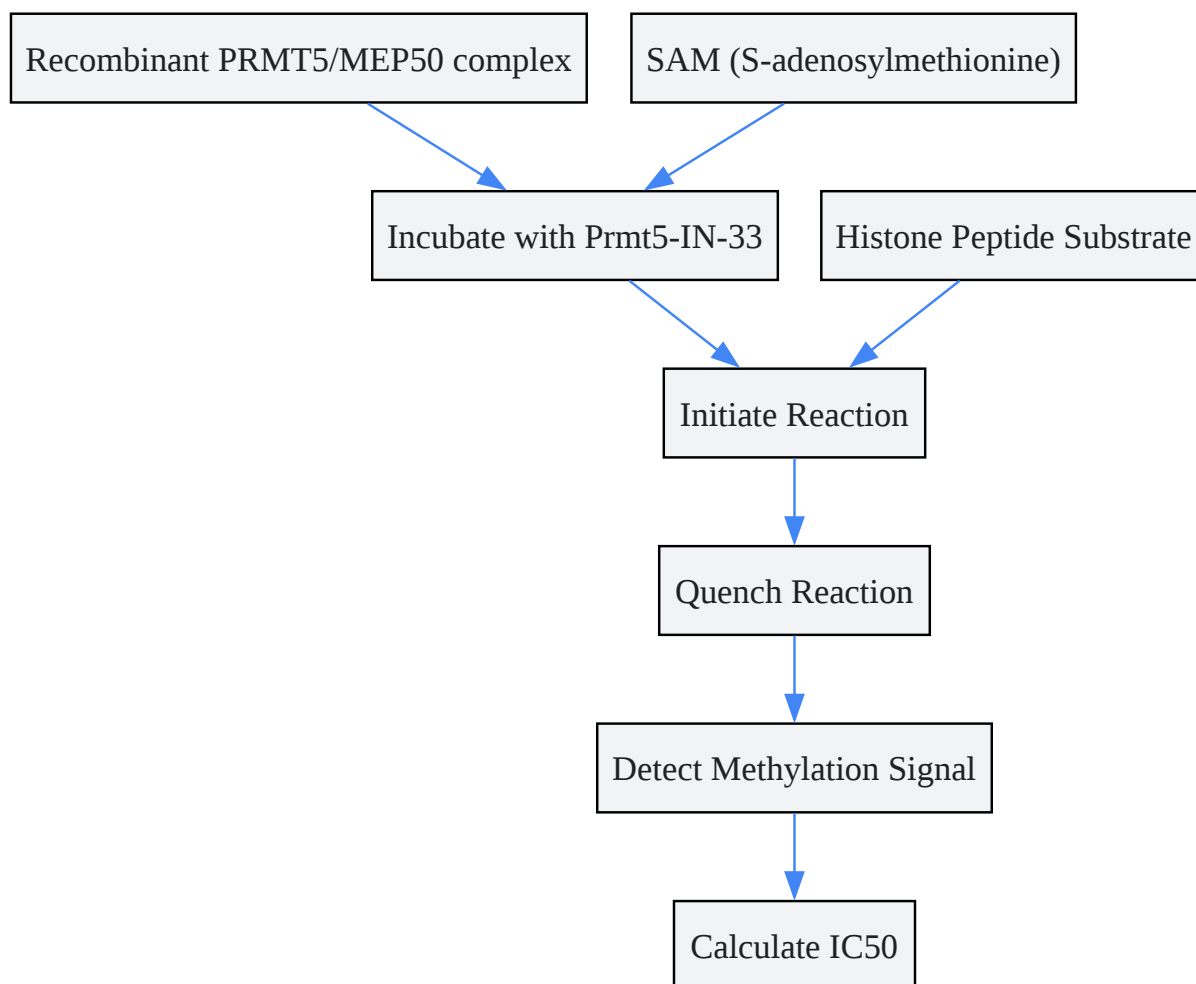 Recombinant PRMT5/MEP50 complex
SAM (S-adenosylmethionine)
Incubate with Prmt5-IN-33
Histone Peptide Substrate
Initiate Reaction
Quench Reaction
Detect Methylation Signal
Calculate IC50